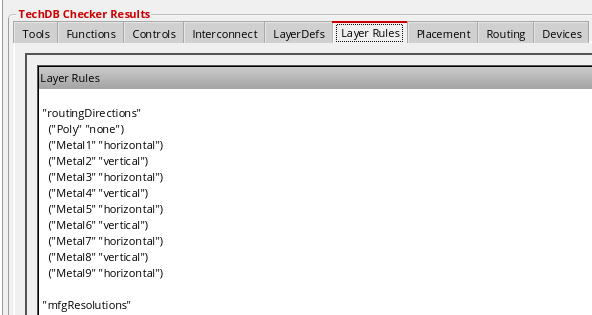 TechDB Checker Results
Tools Functions Controls Interconnect LayerDefs Layer Rules Placement Routing Devices
Layer Rules
"routingDirections"
("Poly" "none")
("Metal1" "horizontal")
("Metal2" "vertical")
("Metal3" "horizontal")
("Metal4" "vertical")
("Metal5" "horizontal")
("Metal6" "vertical")
("Metal7" "horizontal")
("Metal8" "vertical")
("Metal9" "horizontal")
"mfgResolutions"